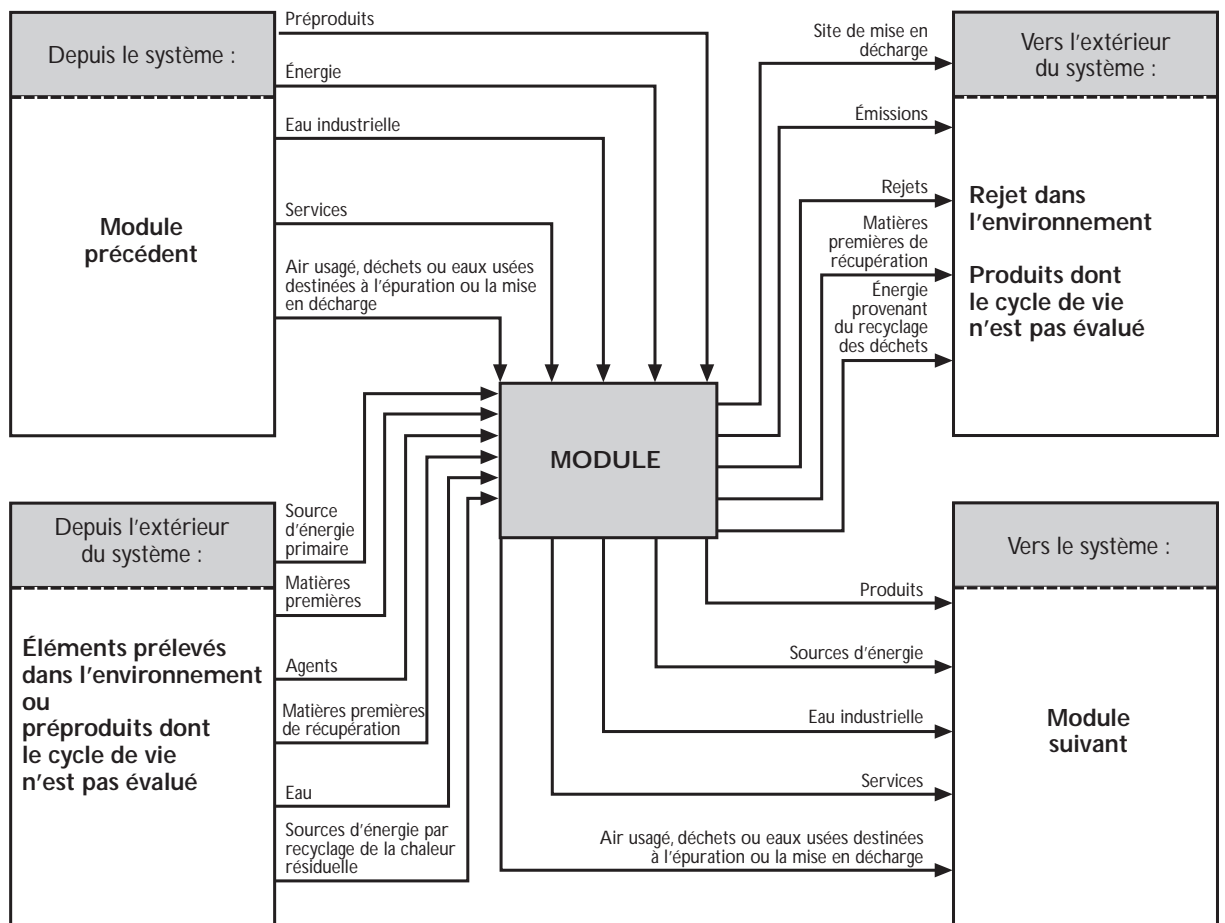 Depuis le système :
Module
précédent
Préproduits
Énergie
Eau industrielle
Services
Air usagé, déchets ou eaux usées
destinées à l'épuration ou la mise
en décharge
Site de mise en
décharge
Émissions
Rejets
Matières
premières de
récupération
Énergie
provenant
du recyclage
des déchets
Vers l'extérieur
du système :
Rejet dans
l'environnement
Produits dont
le cycle de vie
n'est pas évalué
MODULE
Depuis l'extérieur
du système :
Éléments prélevés
dans l'environnement
ou
préproduits dont
le cycle de vie
n'est pas évalué
Source
d'énergie
primaire
Matières
premières
Agents
Matières premières
de récupération
Eau
Sources d'énergie par
recyclage de la chaleur
résiduelle
Produits
Sources d'énergie
Eau industrielle
Services
Air usagé, déchets ou eaux usées destinées
à l'épuration ou la mise en décharge
Vers le système :
Module
suivant